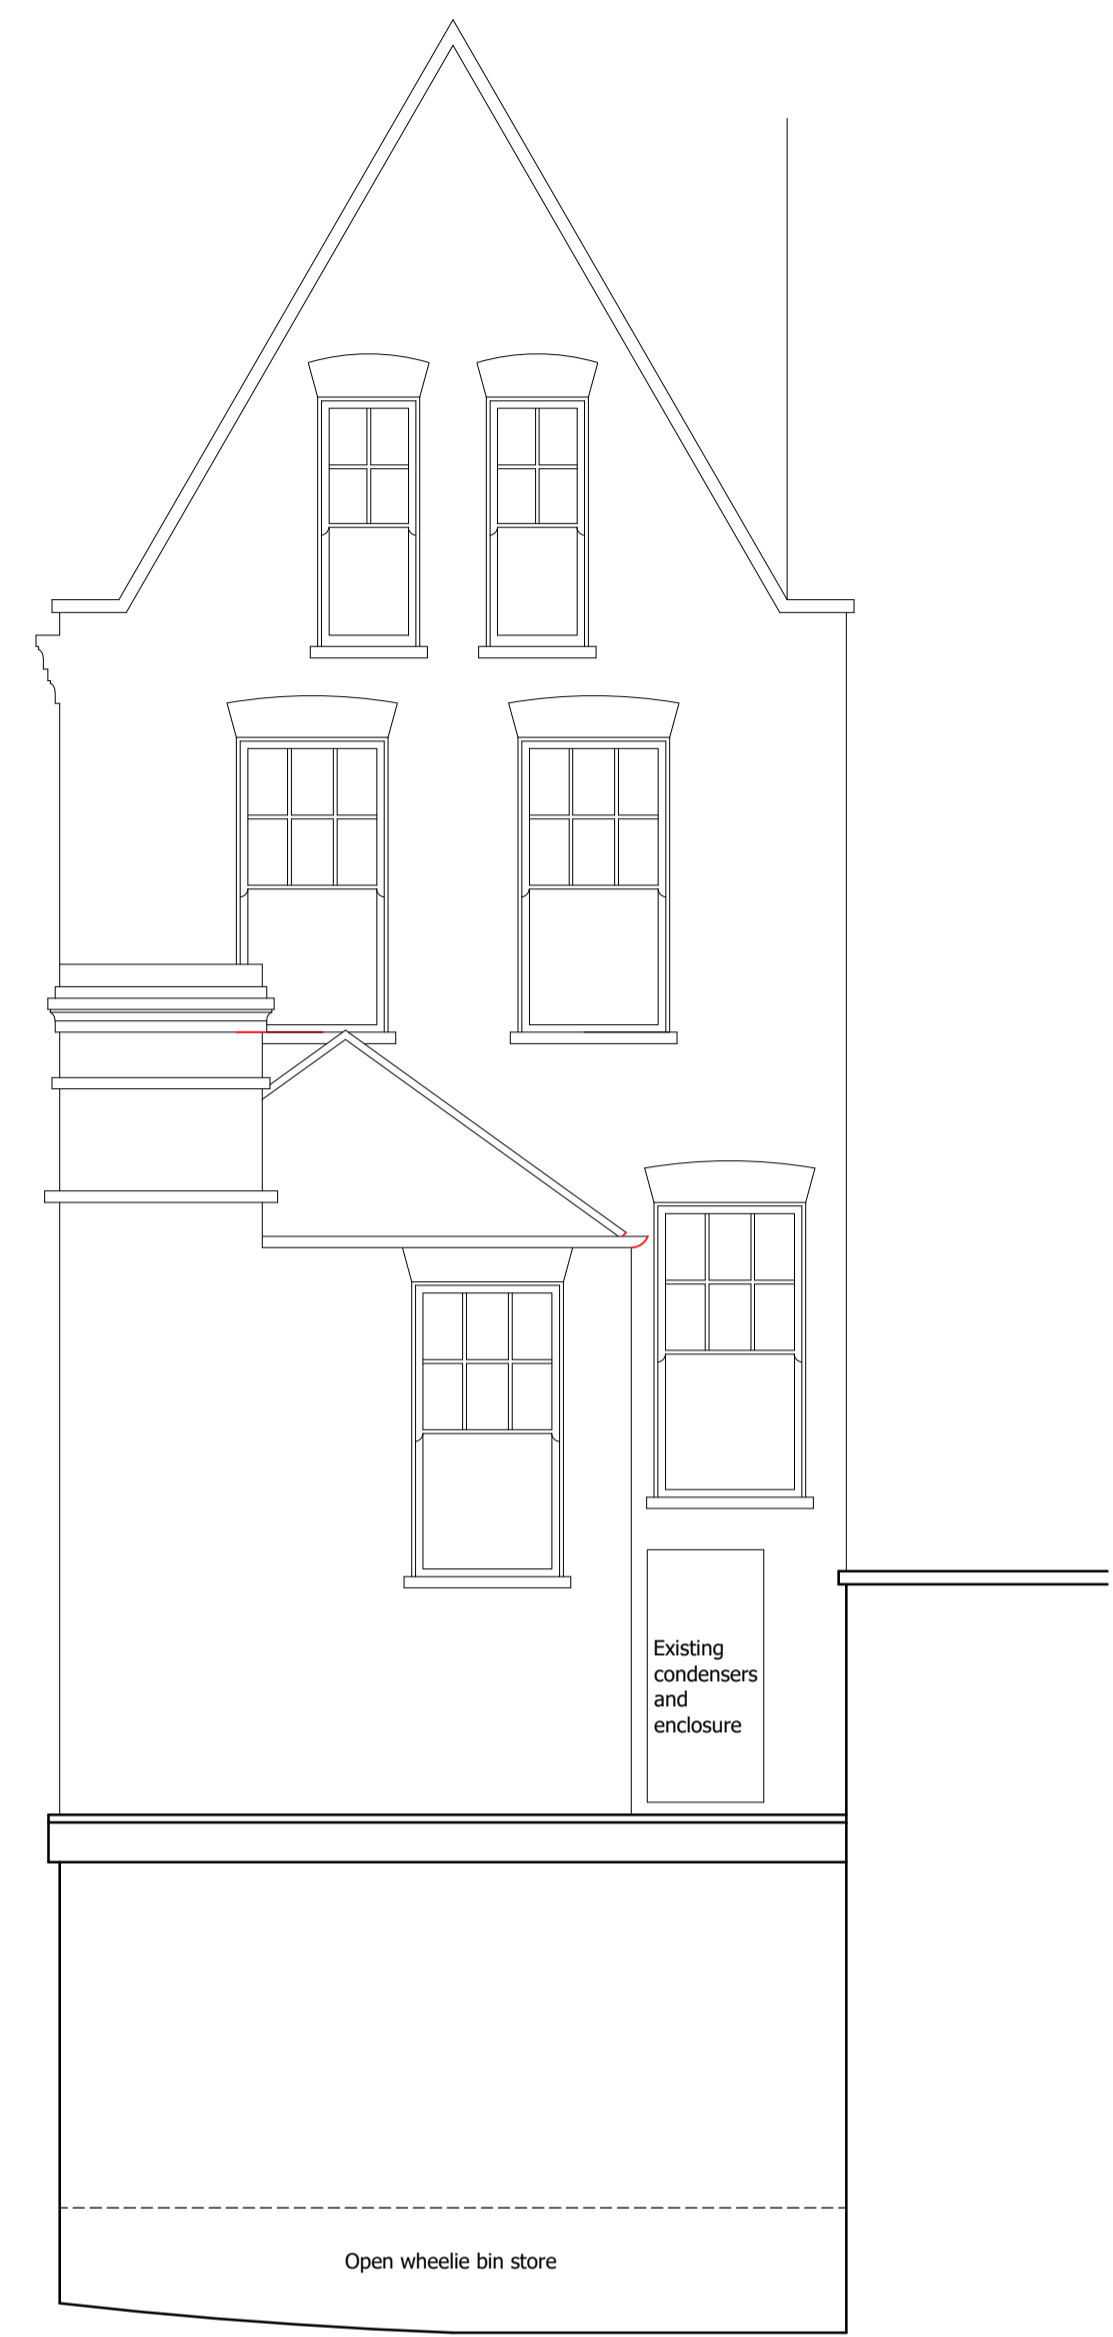 Existing
condensers
and
enclosure
Open wheelie bin store